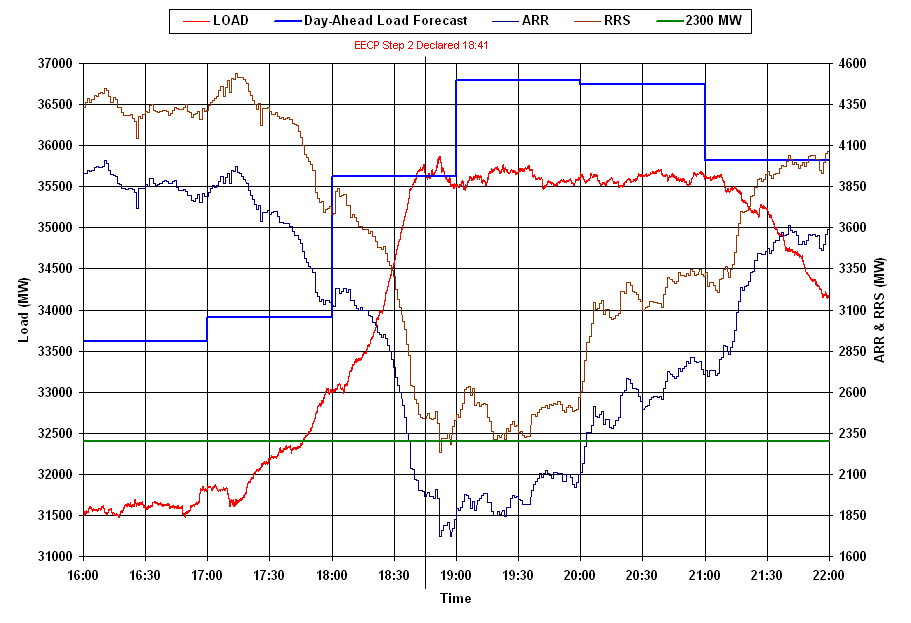 LOAD Day-Ahead Load Forecast ARR RRS 2300 MW
EECP Step 2 Declared 18:41
37000 4600
36500 4350
36000 4100
35500 3850
35000 3600
34500 3350
34000 3100
33500 2850
33000 2600
32500 2350
32000 2100
31500 1850
31000 1600
Load (MW)
ARR & RRS (MW)
16:00 16:30 17:00 17:30 18:00 18:30 19:00 19:30 20:00 20:30 21:00 21:30 22:00
Time